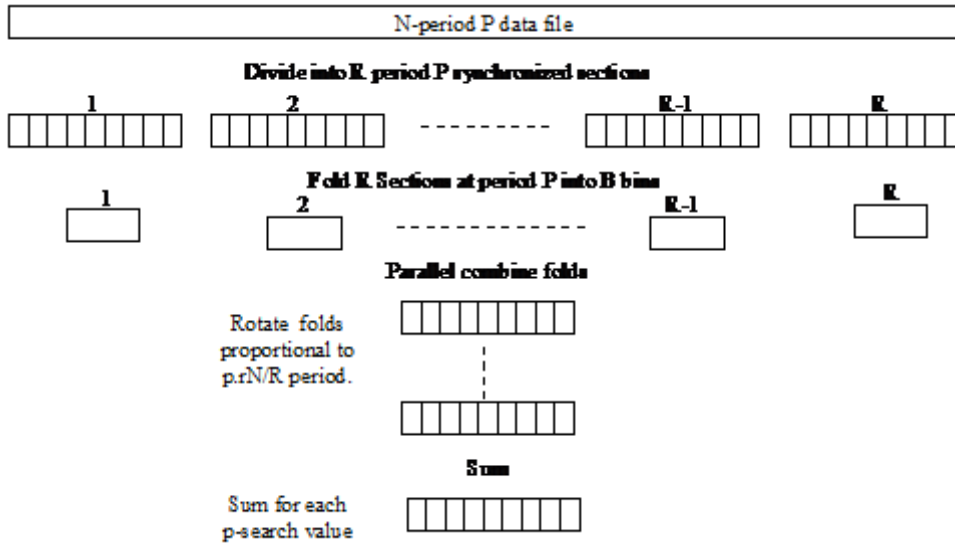 N-period P data file
Divide into R period P synchronized sections
1 2 R-1 R
Fold R Sections at period P into B bins
1 2 R-1 R
Parallel combine folds
Rotate folds
proportional to
p.rN/R period.
Sum
Sum for each
p-search value